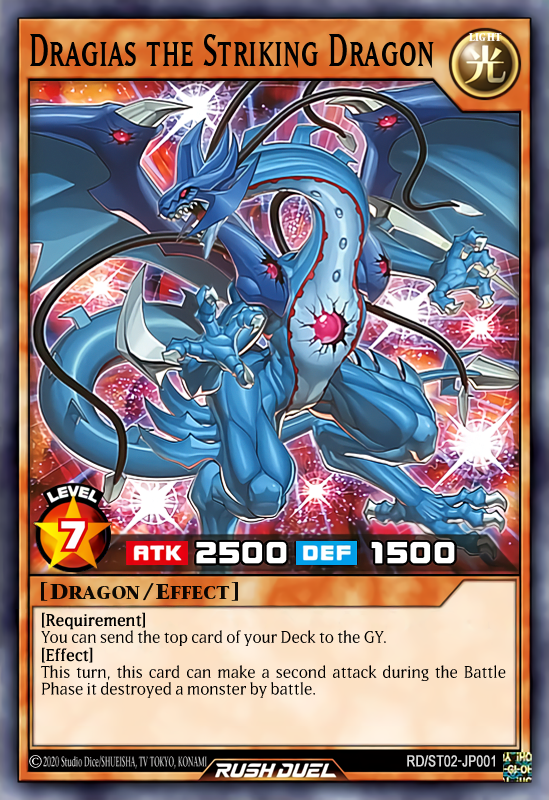 DRAGIAS THE STRIKING DRAGON
LIGHT
光
LEVEL
7
ATK 2500 DEF 1500
[DRAGON/EFFECT]
[Requirement]
You can send the top card of your Deck to the GY.
[Effect]
This turn, this card can make a second attack during the Battle
Phase it destroyed a monster by battle.
©2020 Studio Dice/SHUEISHA, TV TOKYO, KONAMI
RUSH DUEL
RD/ST02-JP001